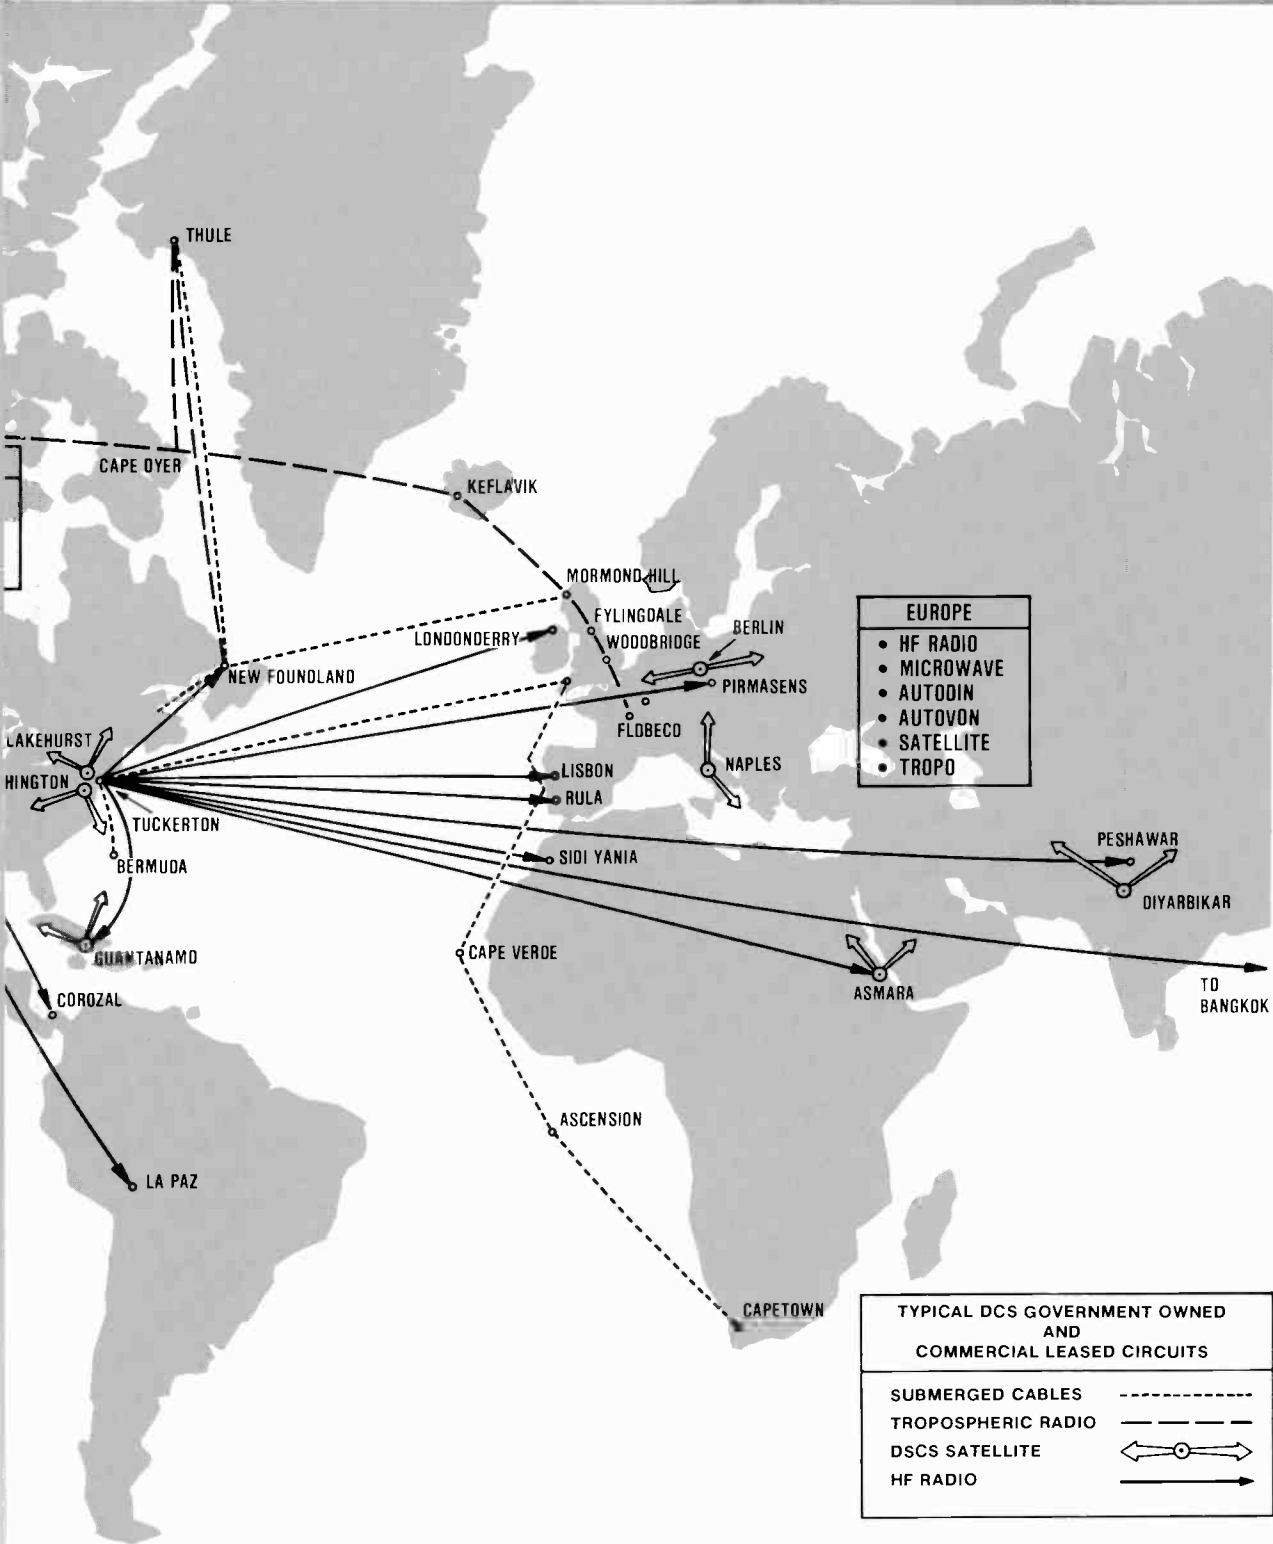 THULE
CAPE DYER
KEFLAVIK
MORMOND HILL
FYLINGDALE
LONDONDERRY
WOODBRIDGE
BERLIN
NEW FOUNDLAND
PIRMASENS
FLOBECO
LAKEHURST
HINGTON
NAPLES
LISBON
RULA
TUCKERTON
SIDI YANIA
BERMUDA
PESHAWAR
DIYARBIKAR
GUANTANAMO
CAPE VERDE
ASMARA
TO
BANGKOK
COROZAL
ASCENSION
LA PAZ
CAPETOWN
EUROPE
• HF RADIO
• MICROWAVE
• AUTODIN
• AUTOVON
• SATELLITE
• TROPO
TYPICAL DCS GOVERNMENT OWNED
AND
COMMERCIAL LEASED CIRCUITS
SUBMERGED CABLES
TROPOSPHERIC RADIO
DSCS SATELLITE
HF RADIO